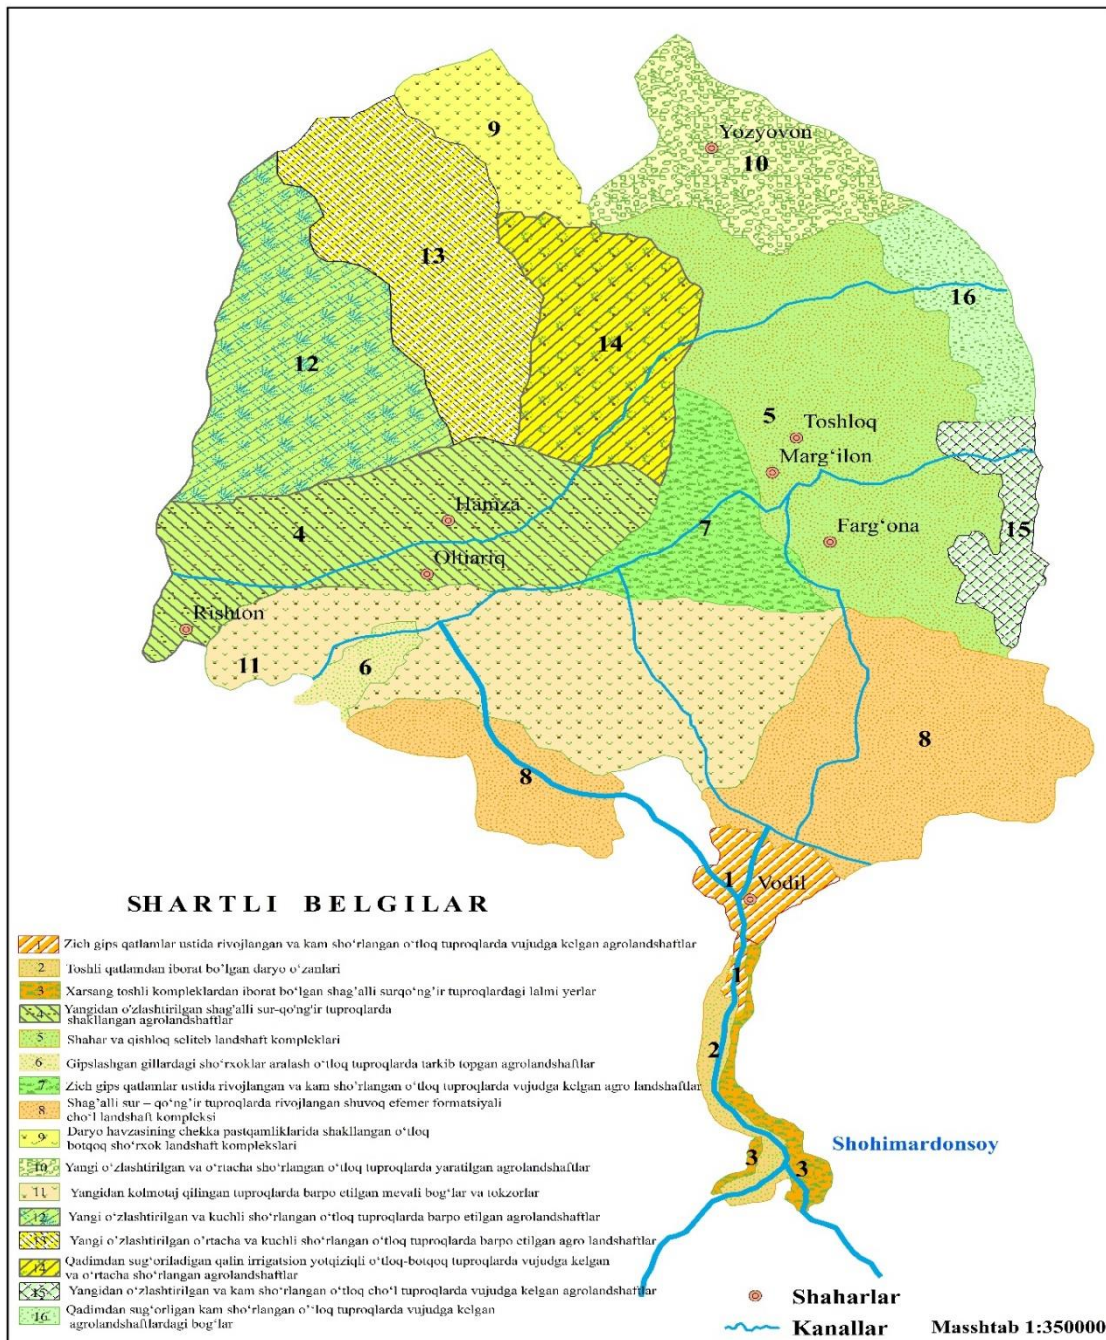 9
Yozyovon
10
13
16
12
14
5
Toshloq
Marg‘ilon
Hamza
4
7
15
Farg‘ona
Oltiariq
Rishton
11
6
8
8
1
Vodil
SHARTLI BELGILAR
1 Zich gips qatlamlar ustida rivojlangan va kam sho‘rlangan o‘tloq tuproqlarda vujudga kelgan agrolandshaftlar
2 Toshli qatlamdan iborat bo’lgan daryo o’zanlari
3 Xarsang toshli komplekslardan iborat bo‘lgan shag’alli surqo‘ng’ir tuproqlardagi lalmi yerlar
4 Yangidan o'zlashtirilgan shag'alli sur-qo'ng'ir tuproqlarda
shakllangan agrolandshaftlar
5 Shahar va qishloq seliteb landshaft komplekslari
6 Gipslashgan gillardagi sho‘rxoklar aralash o‘tloq tuproqlarda tarkib topgan agrolandshaftlar
7 Zich gips qatlamlar ustida rivojlangan va kam sho’rlangan o‘tloq tuproqlarda vujudga kelgan agro landshaftlar
8 Shag’alli sur – qo‘ng’ir tuproqlarda rivojlangan shuvoq efemer formatsiyali
cho‘l landshaft kompleksi
9 Daryo havzasining chekka pastqamliklarida shakllangan o‘tloq
botqoq sho‘rxok landshaft komplekslari
10 Yangi o‘zlashtirilgan va o‘rtacha sho‘rlangan o‘tloq tuproqlarda yaratilgan agrolandshaftlar
11 Yangidan kolmotaj qilingan tuproqlarda barpo etilgan mevali bog‘lar va tokzorlar
12 Yangi o‘zlashtirilgan va kuchli sho‘rlangan o‘tloq tuproqlarda barpo etilgan agrolandshaftlar
13 Yangi o’zlashtirilgan o’rtacha va kuchli sho‘rlangan o‘tloq tuproqlarda barpo etilgan agro landshaftlar
14 Qadimdan sug‘oriladigan qalin irrigatsion yotqiziqli o‘tloq-botqoq tuproqlarda vujudga kelgan
va o‘rtacha sho‘rlangan agrolandshaftlar
15 Yangidan o‘zlashtirilgan va kam sho‘rlangan o‘tloq cho‘l tuproqlarda vujudga kelgan agrolandshaftlar
16 Qadimdan sug‘orligan kam sho‘rlangan o’‘tloq tuproqlarda vujudga kelgan
agrolandshaftlardagi bog‘lar
1
2
3
3
Shohimardonsoy
Shaharlar
Kanallar
Masshtab 1:350000